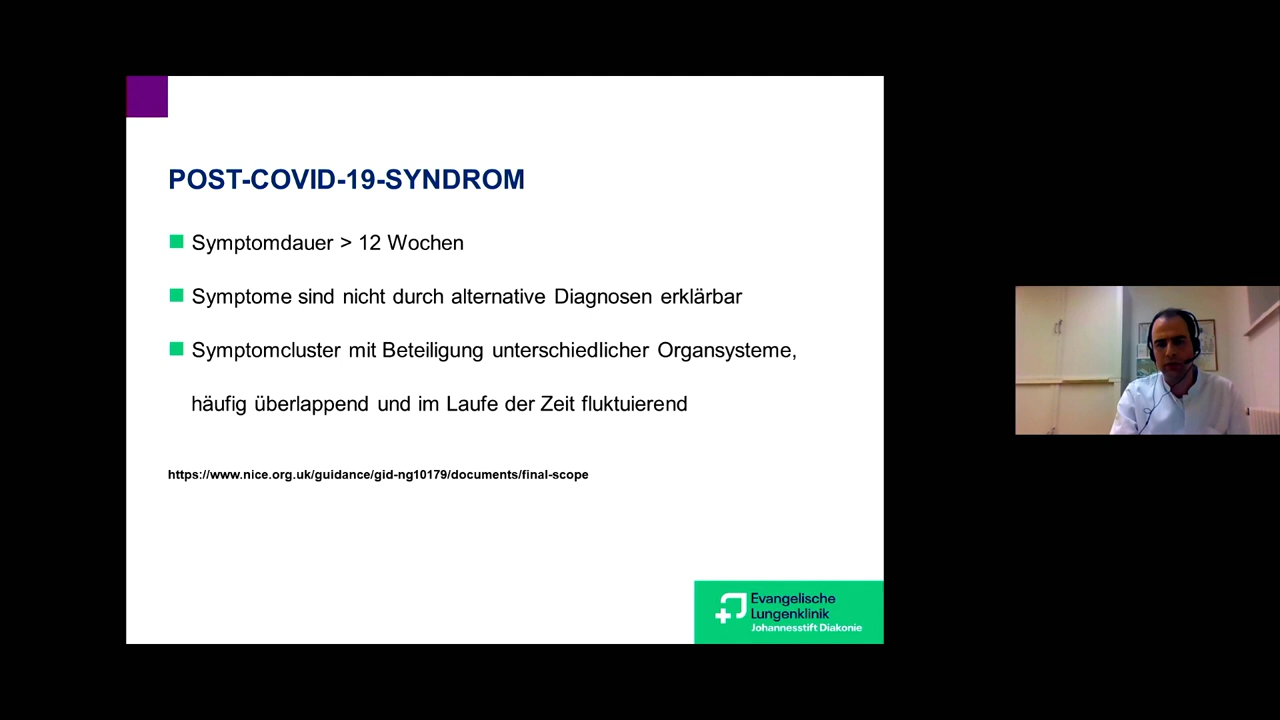 POST-COVID-19-SYNDROM
Symptomdauer > 12 Wochen
Symptome sind nicht durch alternative Diagnosen erklärbar
Symptomcluster mit Beteiligung unterschiedlicher Organsysteme,
häufig überlappend und im Laufe der Zeit fluktuierend
https://www.nice.org.uk/guidance/gid-ng10179/documents/final-scope
Evangelische
Lungenklinik
Johannesstift Diakonie